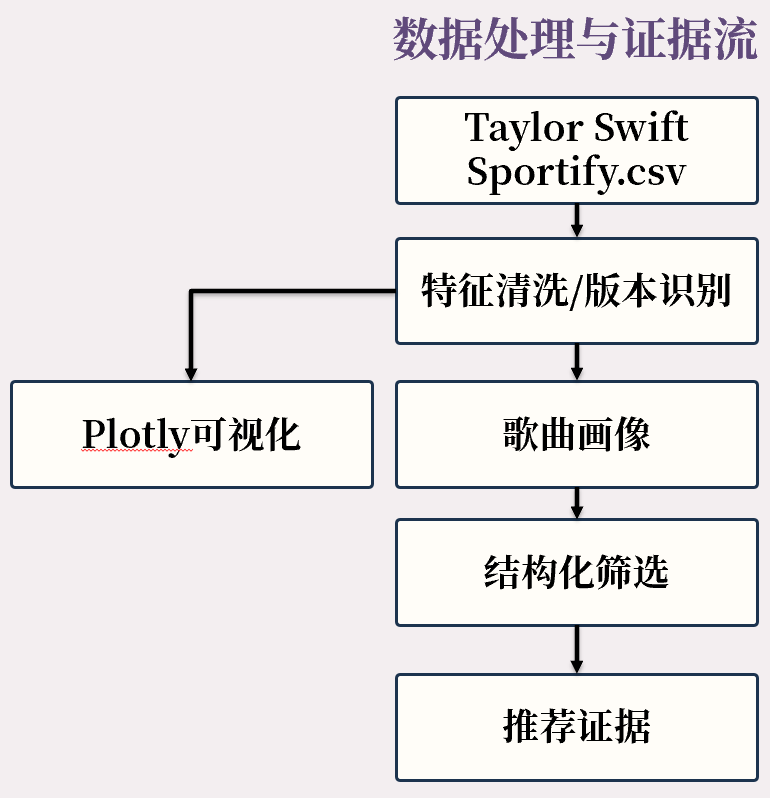 数据处理与证据流
Taylor Swift
Sportify.csv
特征清洗/版本识别
Plotly可视化
歌曲画像
结构化筛选
推荐证据